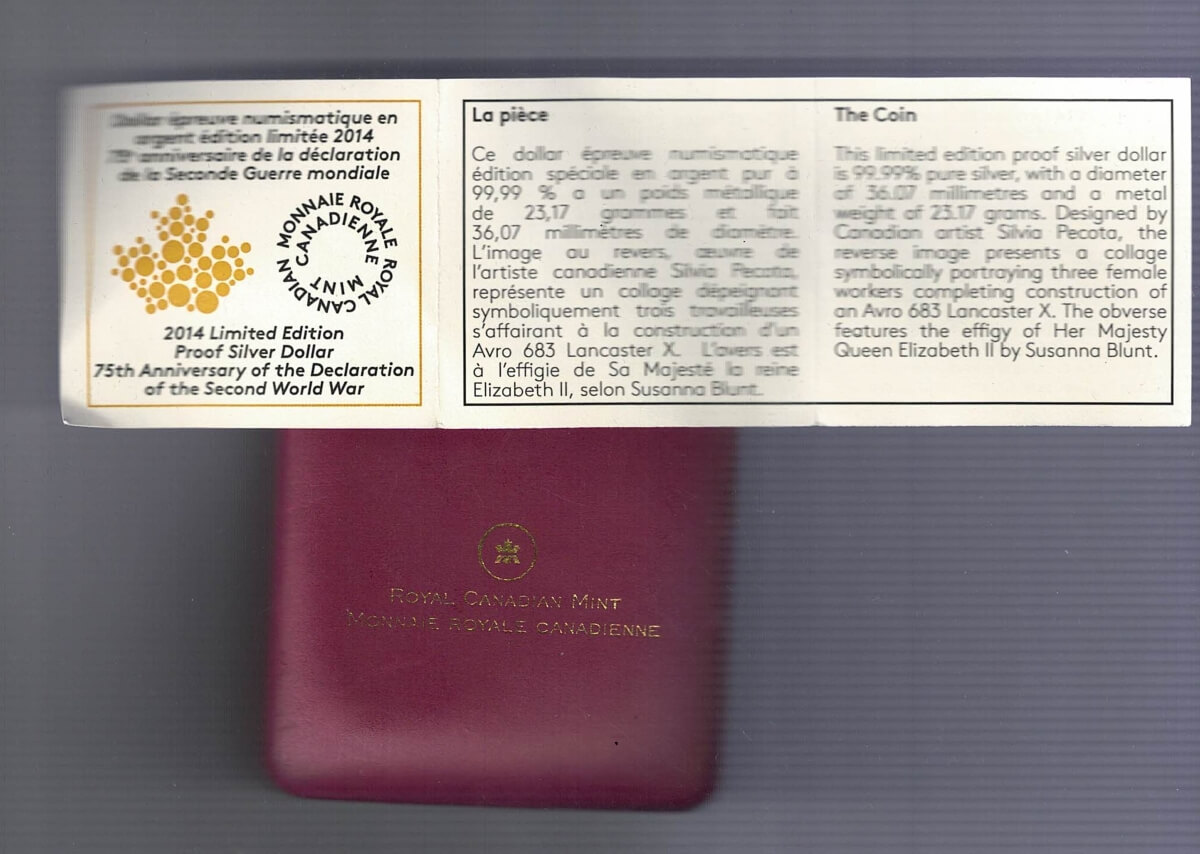 Dollar épreuve numismatique en
argent édition limitée 2014
75e anniversaire de la déclaration
de la Seconde Guerre mondiale
MONNAIE ROYALE CANADIENNE
ROYAL CANADIAN MINT
2014 Limited Edition
Proof Silver Dollar
75th Anniversary of the Declaration
of the Second World War
La pièce
Ce dollar épreuve numismatique
édition spéciale en argent pur à
99,99 % a un poids métallique
de 23,17 grammes et fait
36,07 millimètres de diamètre.
L'image au revers, œuvre de
l'artiste canadienne Silvia Pecota,
représente un collage dépeignant
symboliquement trois travailleuses
s'affairant à la construction d'un
Avro 683 Lancaster X. L'avers est
à l'effigie de Sa Majesté la reine
Elizabeth II, selon Susanna Blunt.
The Coin
This limited edition proof silver dollar
is 99.99% pure silver, with a diameter
of 36.07 millimetres and a metal
weight of 23.17 grams. Designed by
Canadian artist Silvia Pecota, the
reverse image presents a collage
symbolically portraying three female
workers completing construction of
an Avro 683 Lancaster X. The obverse
features the effigy of Her Majesty
Queen Elizabeth II by Susanna Blunt.
ROYAL CANADIAN MINT
MONNAIE ROYALE CANADIENNE